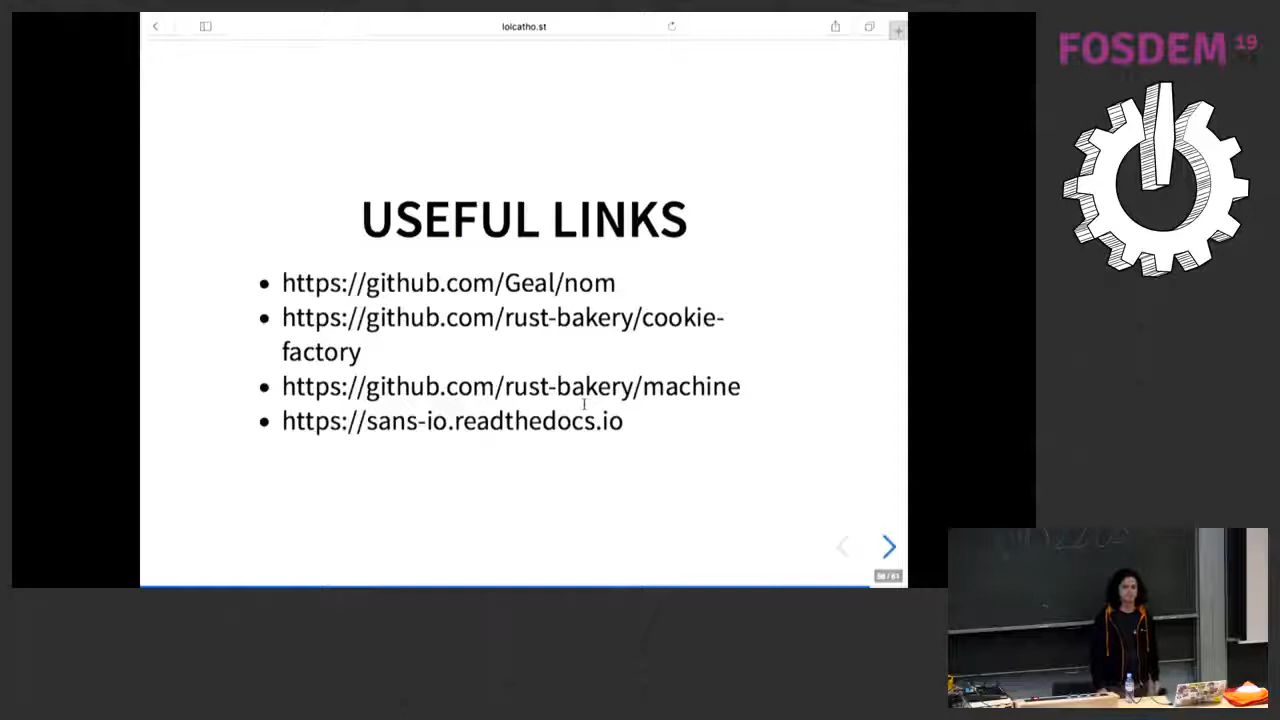 loicatho.st
FOSDEM 19
USEFUL LINKS
• https://github.com/Geal/nom
• https://github.com/rust-bakery/cookie-
factory
• https://github.com/rust-bakery/machine
• https://sans-io.readthedocs.io